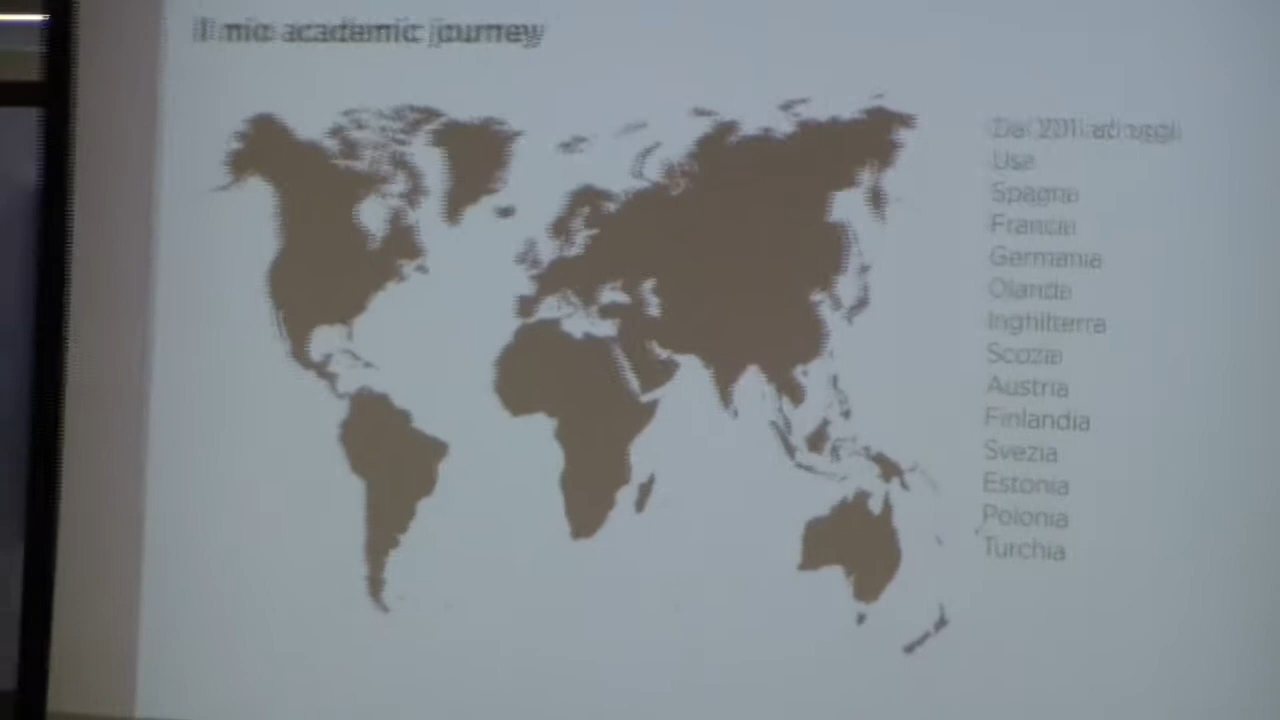 Il mio academic journey
Dal 2011 ad oggi
Usa
Spagna
Francia
Germania
Olanda
Inghilterra
Scozia
Austria
Finlandia
Svezia
Estonia
Polonia
Turchia